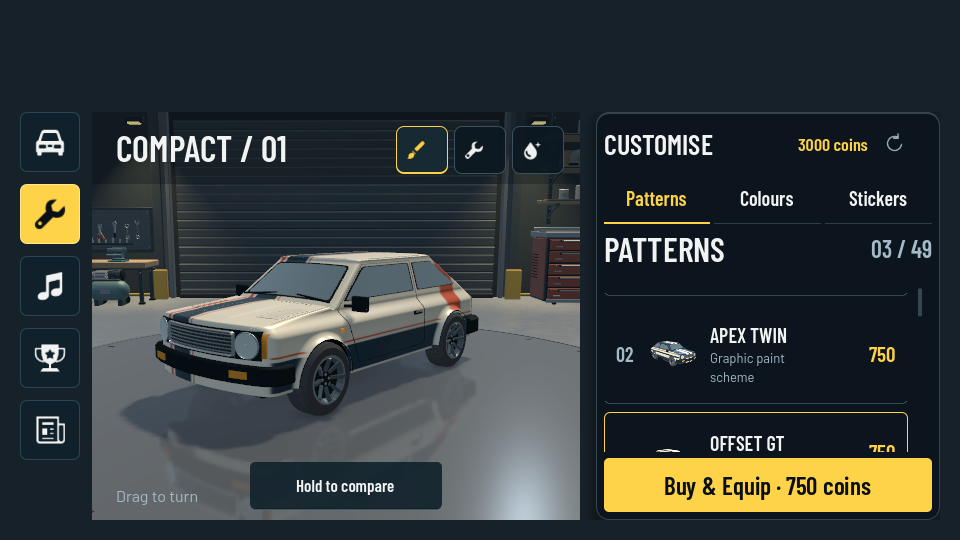 COMPACT / 01
CUSTOMISE
3000 coins
Patterns
Colours
Stickers
PATTERNS
03 / 49
02
APEX TWIN
750
Graphic paint
scheme
OFFSET GT
750
Buy & Equip · 750 coins
Hold to compare
Drag to turn